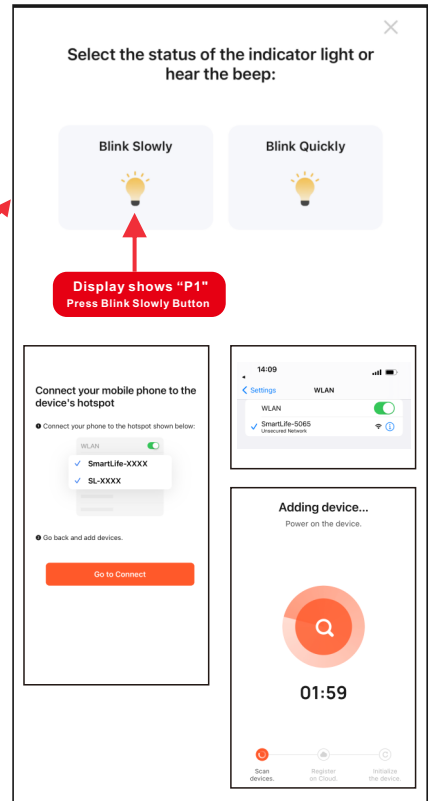 Select the status of the indicator light or
hear the beep:
Blink Slowly
Blink Quickly
Display shows “P1"
Press Blink Slowly Button
Connect your mobile phone to the
device's hotspot
❶ Connect your phone to the hotspot shown below:
WLAN
✓ SmartLife-XXXX
✓ SL-XXXX
❷ Go back and add devices.
Go to Connect
14:09
Settings
WLAN
WLAN
✓ SmartLife-5065
Unsecured Network
Adding device...
Power on the device.
01:59
Scan
devices.
Register
on Cloud.
Initialize
the device.